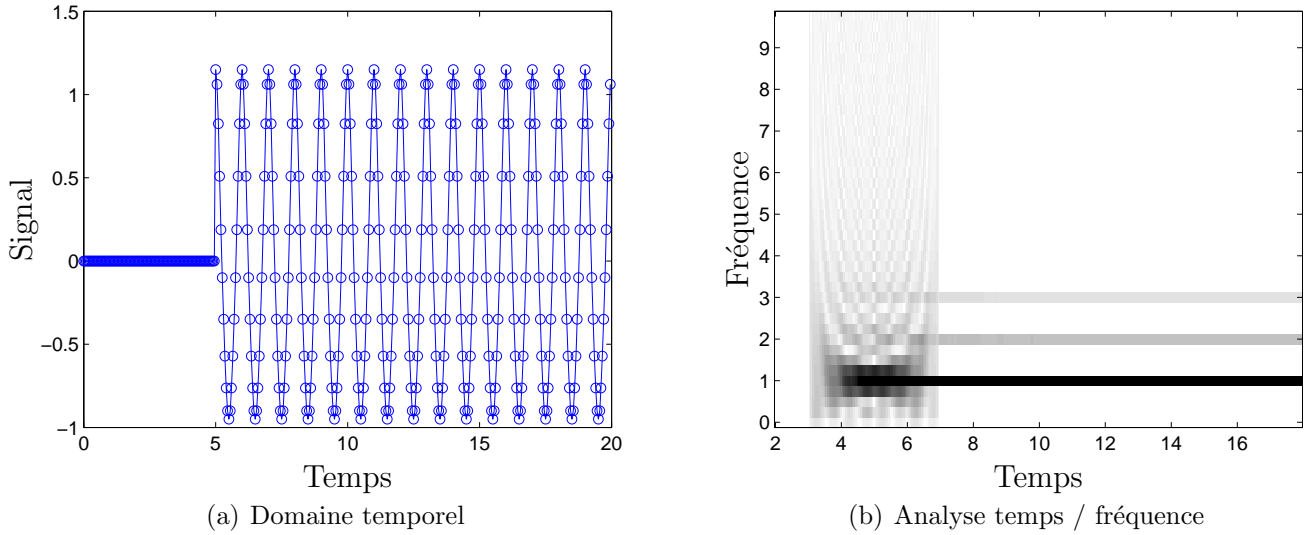 1.5
1
0.5
0
−0.5
−1
Signal
0 5 10 15 20
Temps
(a) Domaine temporel
9
8
7
6
5
4
3
2
1
0
Fréquence
2 4 6 8 10 12 14 16
Temps
(b) Analyse temps / fréquence